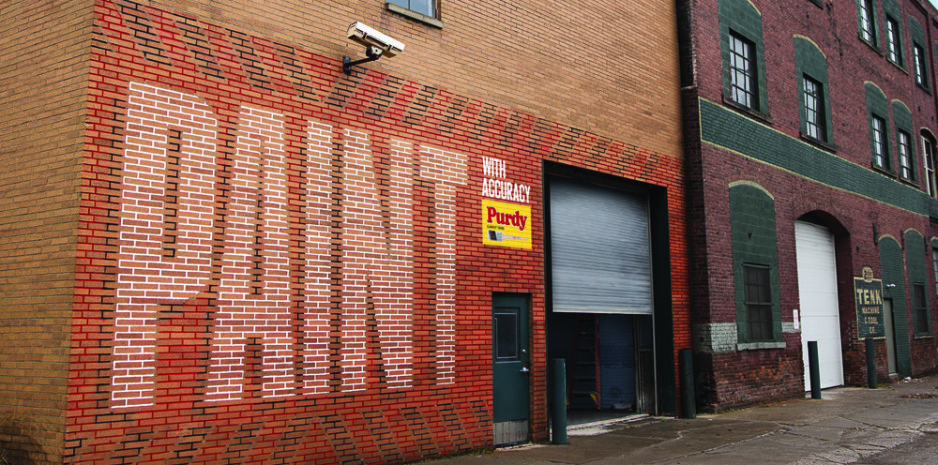 PAINT
WITH
ACCURACY
Purdy
TENK
MACHINE
& TOOL
CO.